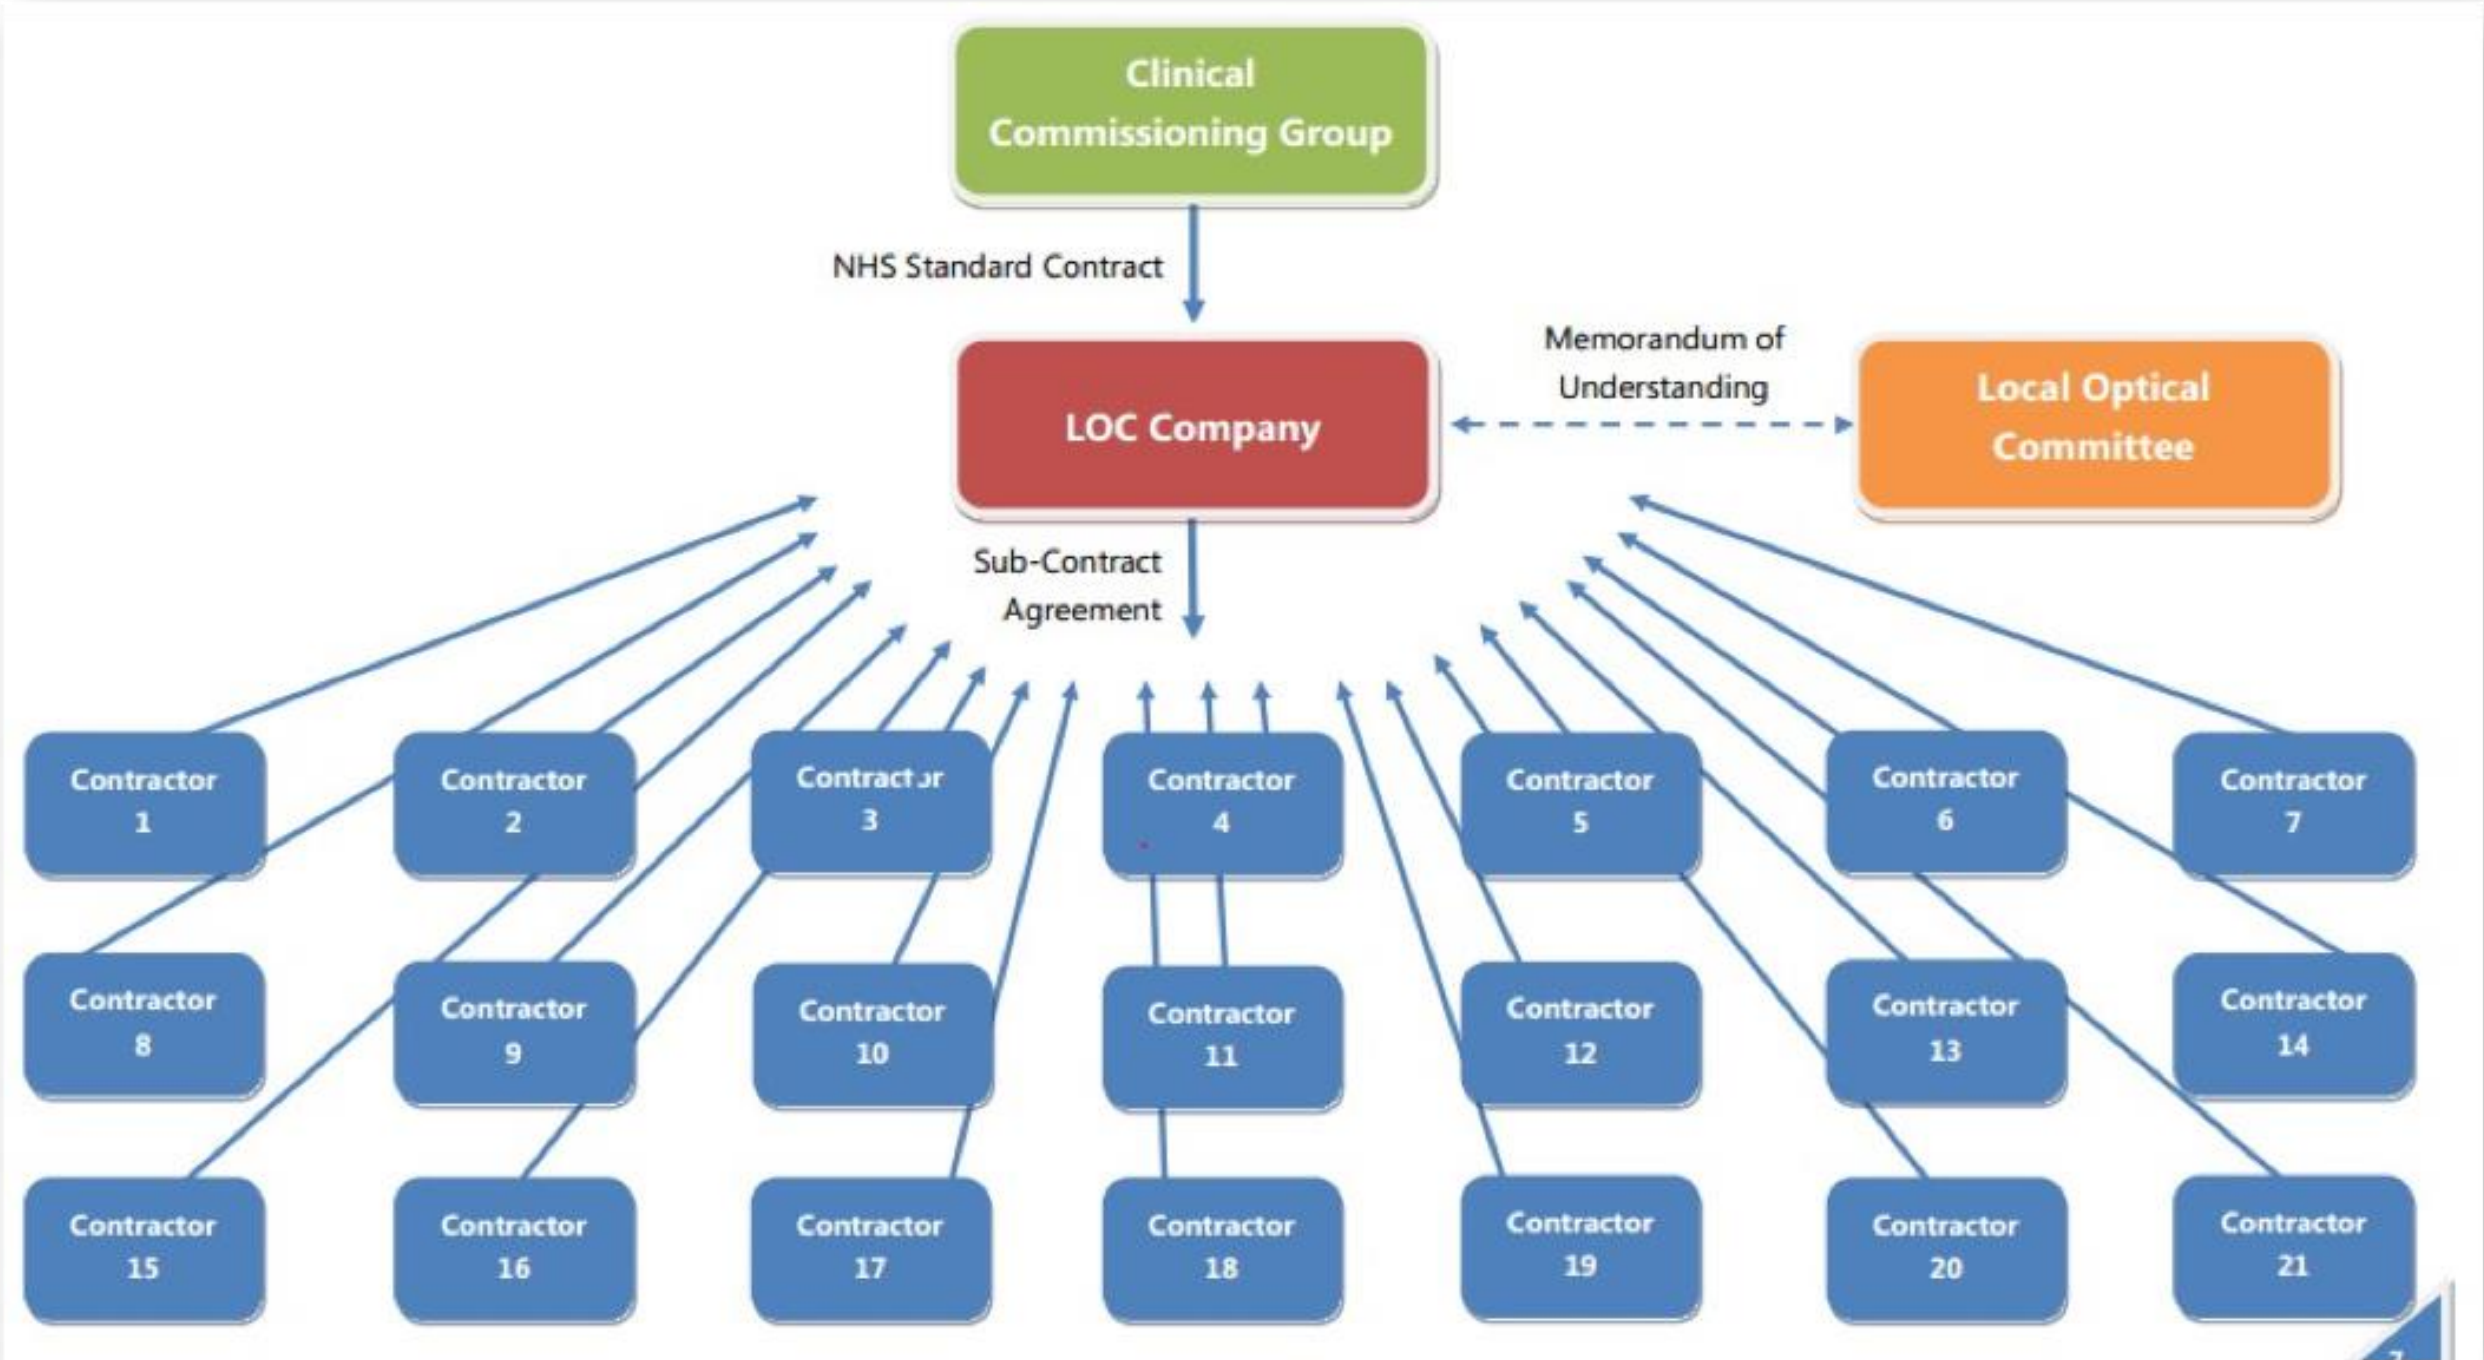 Clinical
Commissioning Group
NHS Standard Contract
Memorandum of
Understanding
LOC Company
Local Optical
Committee
Sub-Contract
Agreement
Contractor
1
Contractor
2
Contractor
3
Contractor
4
Contractor
5
Contractor
6
Contractor
7
Contractor
8
Contractor
9
Contractor
10
Contractor
11
Contractor
12
Contractor
13
Contractor
14
Contractor
15
Contractor
16
Contractor
17
Contractor
18
Contractor
19
Contractor
20
Contractor
21